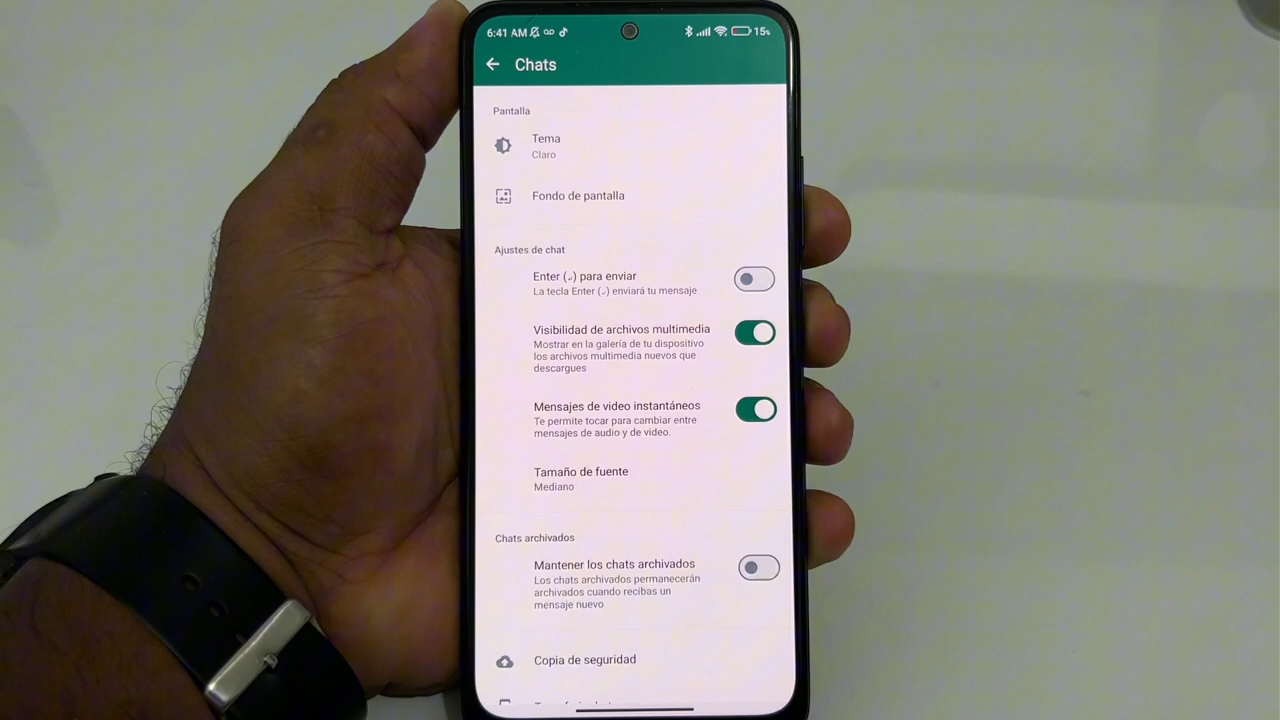 6:41 AM 15%
Chats
Pantalla
Tema
Claro
Fondo de pantalla
Ajustes de chat
Enter (↵) para enviar
La tecla Enter (↵) enviará tu mensaje
Visibilidad de archivos multimedia
Mostrar en la galería de tu dispositivo
los archivos multimedia nuevos que
descargues
Mensajes de video instantáneos
Te permite tocar para cambiar entre
mensajes de audio y de video.
Tamaño de fuente
Mediano
Chats archivados
Mantener los chats archivados
Los chats archivados permanecerán
archivados cuando recibas un
mensaje nuevo
Copia de seguridad